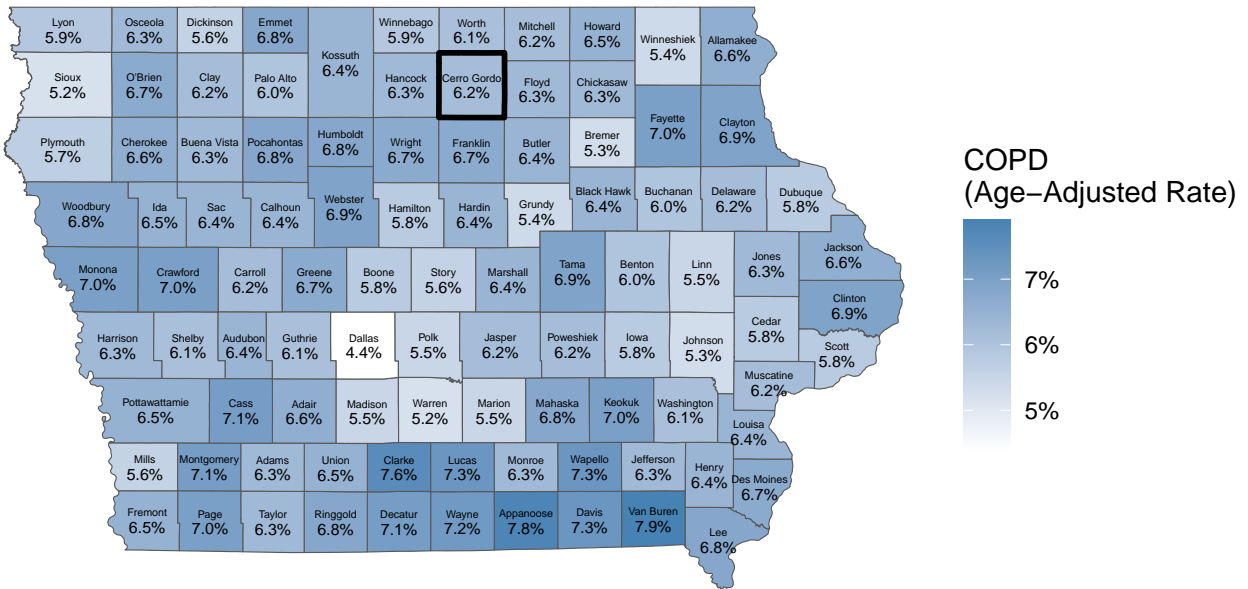 Lyon
5.9%
Osceola
6.3%
Dickinson
5.6%
Emmet
6.8%
Winnebago
5.9%
Worth
6.1%
Mitchell
6.2%
Howard
6.5%
Winneshiek
5.4%
Allamakee
6.6%
Kossuth
6.4%
Sioux
5.2%
O'Brien
6.7%
Clay
6.2%
Palo Alto
6.0%
Hancock
6.3%
Cerro Gordo
6.2%
Floyd
6.3%
Chickasaw
6.3%
Fayette
7.0%
Clayton
6.9%
Plymouth
5.7%
Cherokee
6.6%
Buena Vista
6.3%
Pocahontas
6.8%
Humboldt
6.8%
Wright
6.7%
Franklin
6.7%
Butler
6.4%
Bremer
5.3%
Woodbury
6.8%
Ida
6.5%
Sac
6.4%
Calhoun
6.4%
Webster
6.9%
Hamilton
5.8%
Hardin
6.4%
Grundy
5.4%
Black Hawk
6.4%
Buchanan
6.0%
Delaware
6.2%
Dubuque
5.8%
Monona
7.0%
Crawford
7.0%
Carroll
6.2%
Greene
6.7%
Boone
5.8%
Story
5.6%
Marshall
6.4%
Tama
6.9%
Benton
6.0%
Linn
5.5%
Jones
6.3%
Jackson
6.6%
Clinton
6.9%
Harrison
6.3%
Shelby
6.1%
Audubon
6.4%
Guthrie
6.1%
Dallas
4.4%
Polk
5.5%
Jasper
6.2%
Poweshiek
6.2%
Iowa
5.8%
Johnson
5.3%
Cedar
5.8%
Scott
5.8%
Muscatine
6.2%
Pottawattamie
6.5%
Cass
7.1%
Adair
6.6%
Madison
5.5%
Warren
5.2%
Marion
5.5%
Mahaska
6.8%
Keokuk
7.0%
Washington
6.1%
Louisa
6.4%
Mills
5.6%
Montgomery
7.1%
Adams
6.3%
Union
6.5%
Clarke
7.6%
Lucas
7.3%
Monroe
6.3%
Wapello
7.3%
Jefferson
6.3%
Henry
6.4%
Des Moines
6.7%
Fremont
6.5%
Page
7.0%
Taylor
6.3%
Ringgold
6.8%
Decatur
7.1%
Wayne
7.2%
Appanoose
7.8%
Davis
7.3%
Van Buren
7.9%
Lee
6.8%
COPD
(Age−Adjusted Rate)
7%
6%
5%